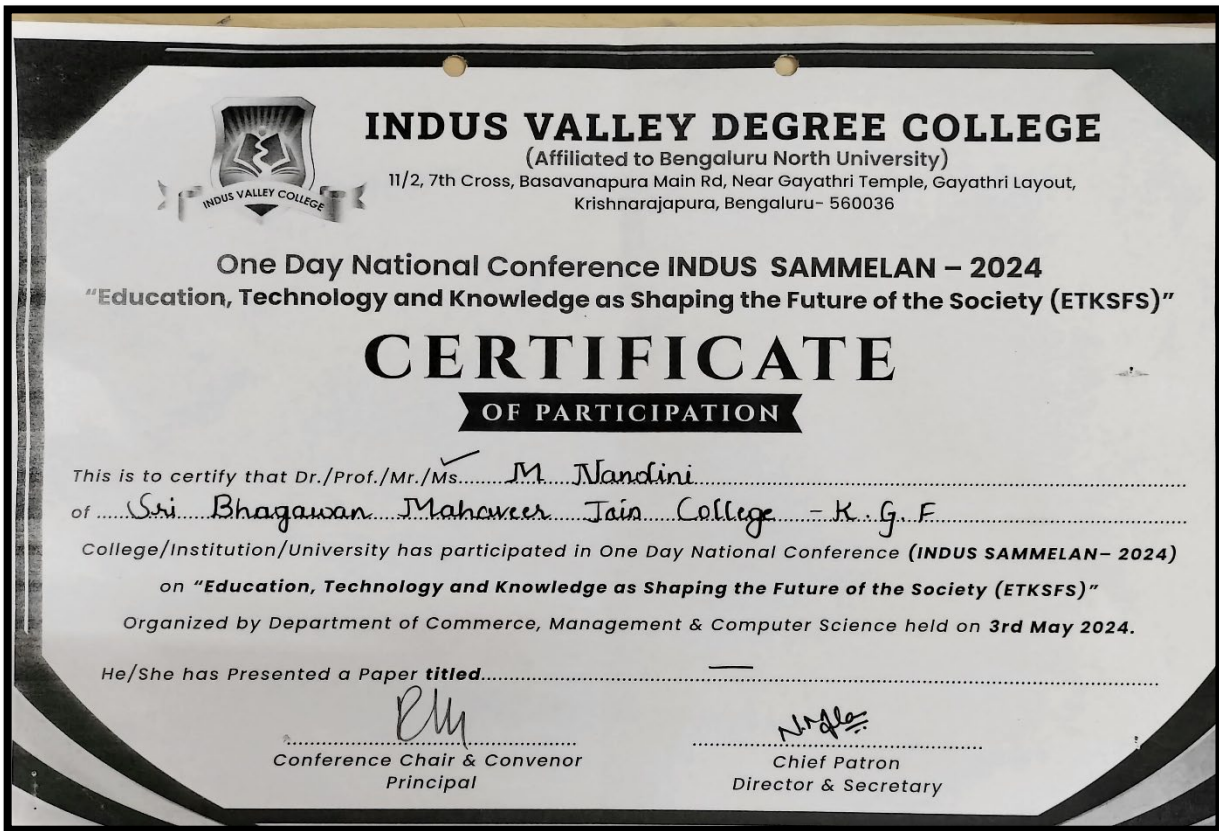 INDUS VALLEY COLLEGE
INDUS VALLEY DEGREE COLLEGE
(Affiliated to Bengaluru North University)
11/2, 7th Cross, Basavanapura Main Rd, Near Gayathri Temple, Gayathri Layout,
Krishnarajapura, Bengaluru- 560036
One Day National Conference INDUS SAMMELAN – 2024
“Education, Technology and Knowledge as Shaping the Future of the Society (ETKSFS)”
CERTIFICATE
OF PARTICIPATION
This is to certify that Dr./Prof./Mr./Ms..... M Nandini
of ..... Sri Bhagawan Mahaveer Jain College - K.G.F
College/Institution/University has participated in One Day National Conference (INDUS SAMMELAN– 2024)
on “Education, Technology and Knowledge as Shaping the Future of the Society (ETKSFS)”
Organized by Department of Commerce, Management & Computer Science held on 3rd May 2024.
He/She has Presented a Paper titled..... —
Conference Chair & Convenor
Principal
Chief Patron
Director & Secretary